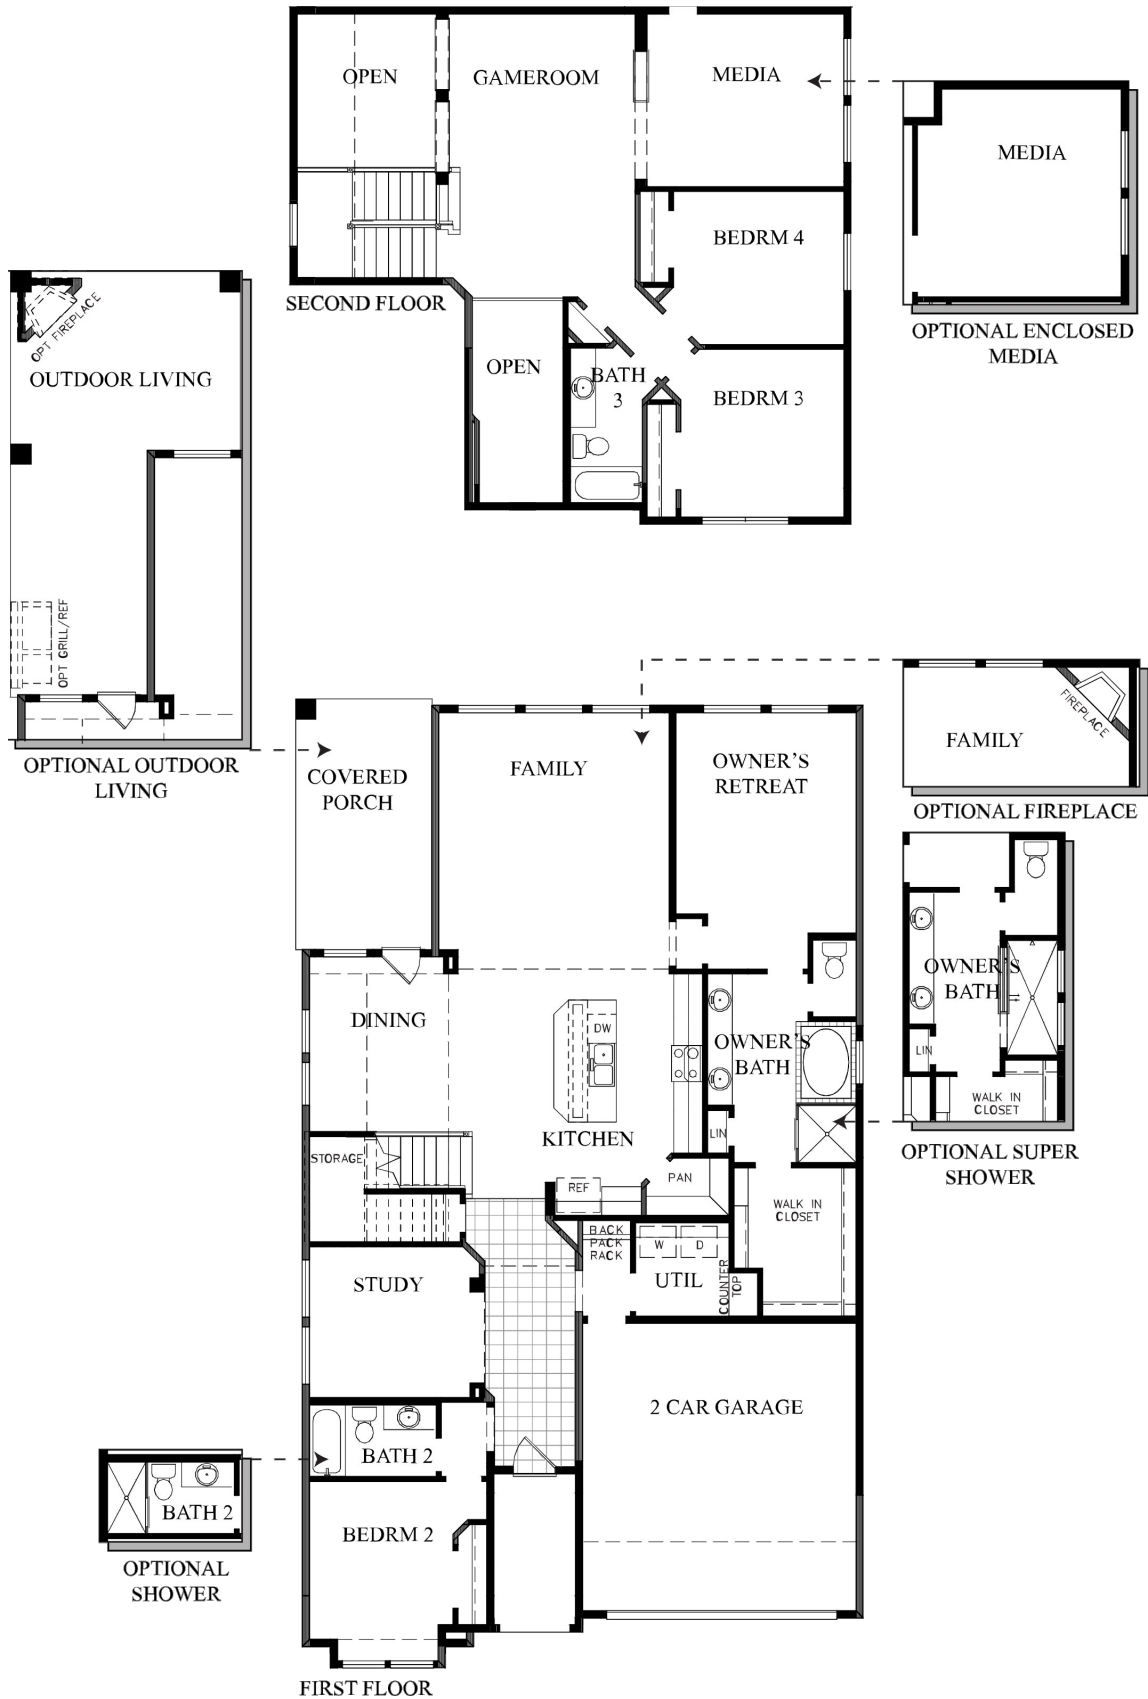 OPEN
GAMEROOM
MEDIA
MEDIA
BEDRM 4
SECOND FLOOR
OPTIONAL ENCLOSED
MEDIA
OPT FIREPLACE
OUTDOOR LIVING
OPEN
BATH
3
BEDRM 3
OPT GRILL/REF
OPTIONAL OUTDOOR
LIVING
COVERED
PORCH
FAMILY
OWNER'S
RETREAT
FIREPLACE
FAMILY
OPTIONAL FIREPLACE
DINING
DW
OWNER'S
BATH
OWNER'S
BATH
LIN
WALK IN
CLOSET
OPTIONAL SUPER
SHOWER
KITCHEN
LIN
STORAGE
REF
PAN
WALK IN
CLOSET
BACK
PACK
RACK
W
D
UTIL
COUNTER
TOP
STUDY
2 CAR GARAGE
BATH 2
BATH 2
OPTIONAL
SHOWER
BEDRM 2
FIRST FLOOR